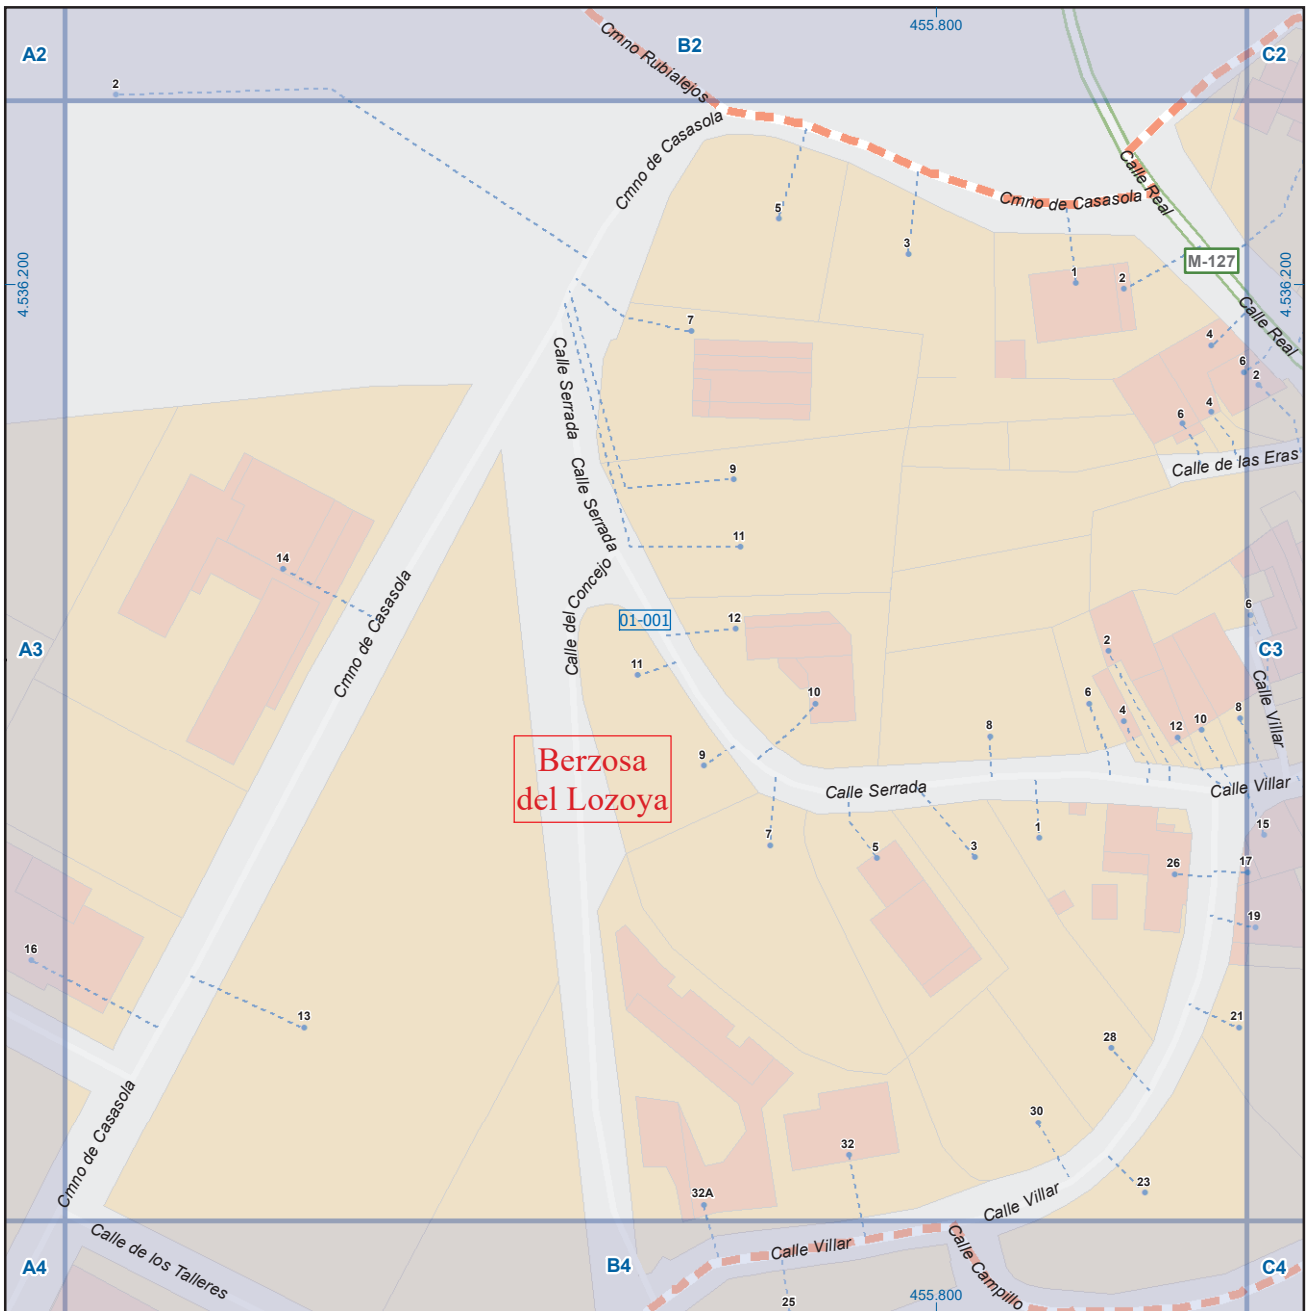 455.800
A2
B2
C2
Cmno Rubialejos
2
Cmno de Casasola
Calle Real
Cmno de Casasola
5
3
M-127
4.536.200
4.536.200
1
2
7
Calle Real
4
6
2
4
6
Calle Serrada
Calle de las Eras
9
Calle Serrada
11
14
Cmno de Casasola
Calle del Concejo
01-001
12
6
A3
C3
11
2
10
6
4
8
12
10
8
Calle Villar
9
Berzosa
del Lozoya
Calle Serrada
Calle Villar
7
5
3
1
15
26
17
19
16
13
21
28
Cmno de Casasola
30
32
23
32A
Calle Villar
Calle de los Talleres
Calle Villar
Calle Campillo
A4
B4
C4
25
455.800